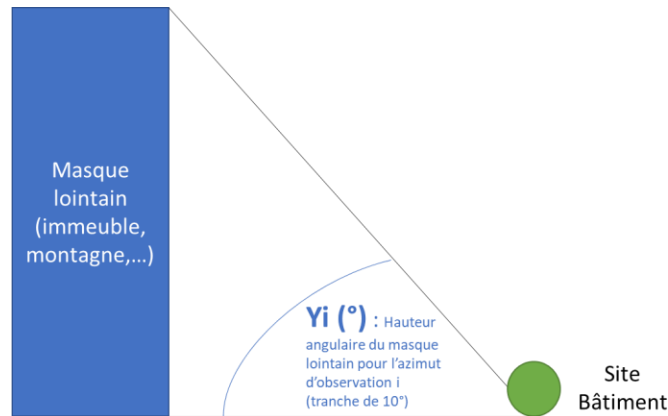 Masque
lointain
(immeuble,
montagne,...)
Yi (°) : Hauteur
angulaire du masque
lointain pour l'azimut
d'observation i
(tranche de 10°)
Site
Bâtiment